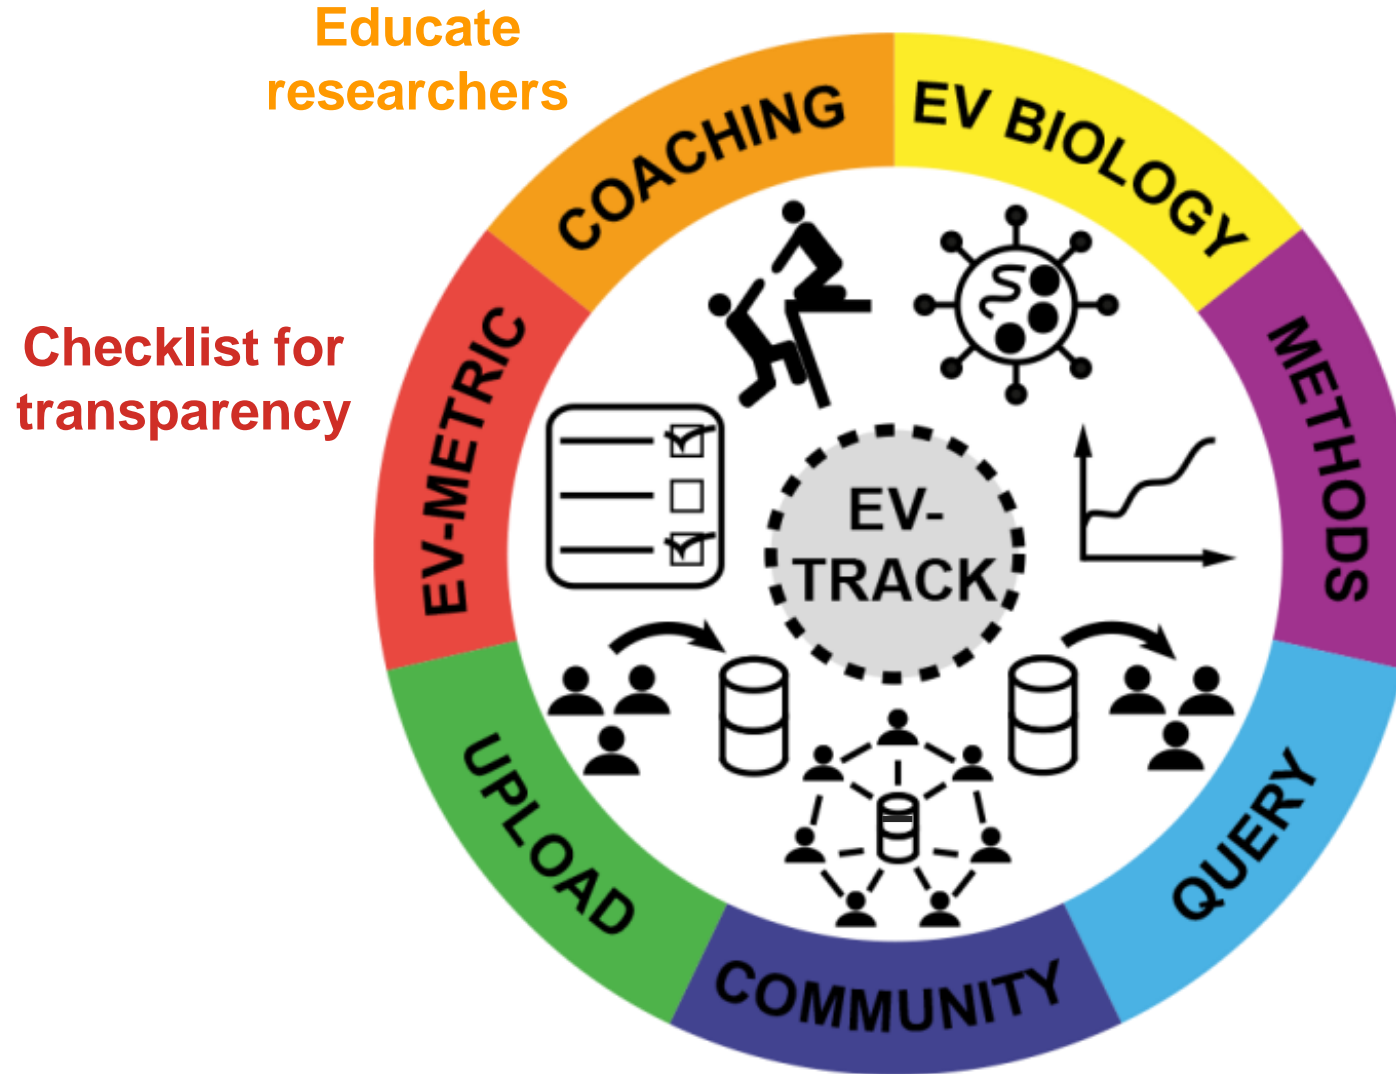 Educate
researchers
COACHING
EV BIOLOGY
Checklist for
transparency
EV-METRIC
METHODS
EV-
TRACK
UPLOAD
QUERY
COMMUNITY